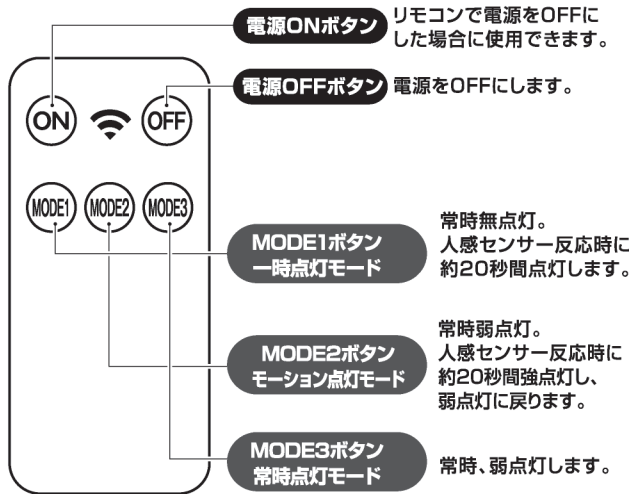 電源ONボタン
リモコンで電源をOFFに
した場合に使用できます。
電源OFFボタン
電源をOFFにします。
ON
OFF
MODE1
MODE2
MODE3
MODE1ボタン
一時点灯モード
常時無点灯。
人感センサー反応時に
約20秒間点灯します。
MODE2ボタン
モーション点灯モード
常時弱点灯。
人感センサー反応時に
約20秒間強点灯し、
弱点灯に戻ります。
MODE3ボタン
常時点灯モード
常時、弱点灯します。